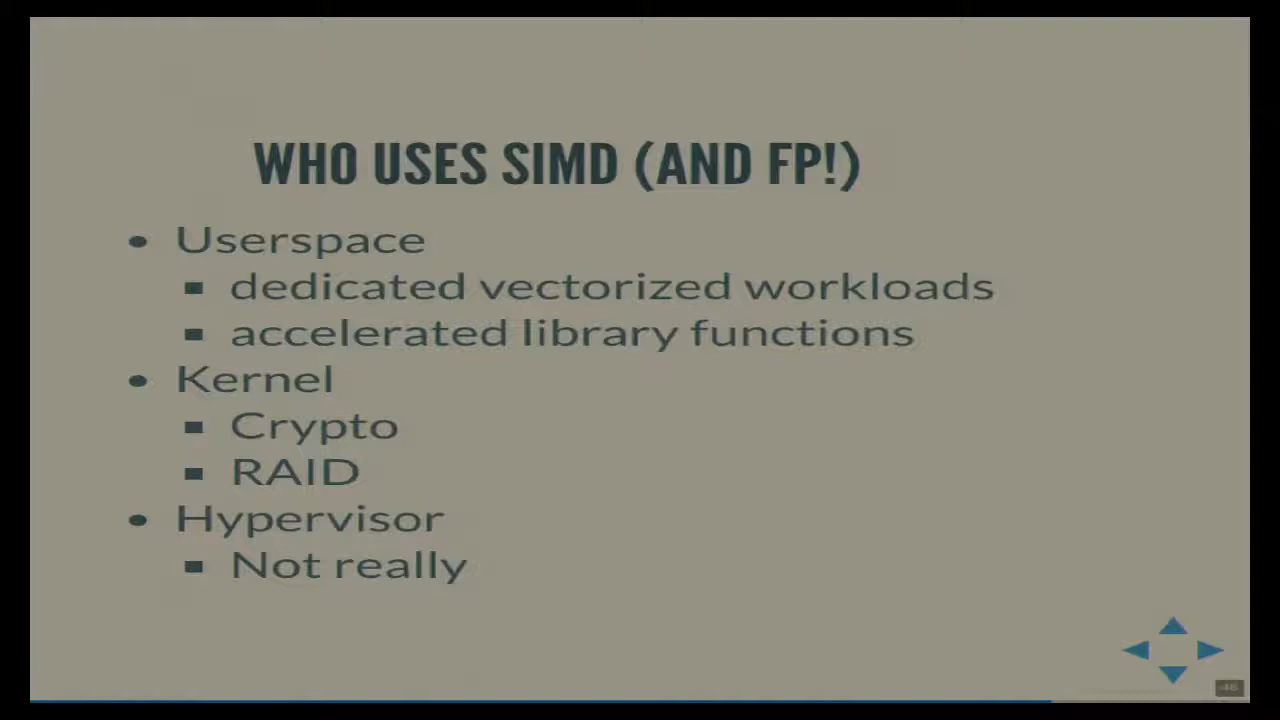 WHO USES SIMD (AND FP!)
• Userspace
▪ dedicated vectorized workloads
▪ accelerated library functions
• Kernel
▪ Crypto
▪ RAID
• Hypervisor
▪ Not really